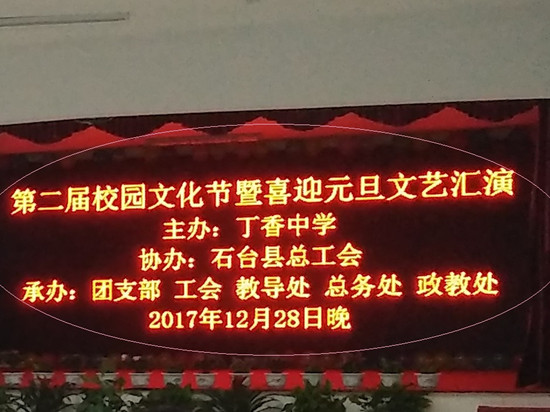 第二届校园文化节暨喜迎元旦文艺汇演
主办：丁香中学
协办：石台县总工会
承办：团支部 工会 教导处 总务处 政教处
2017年12月28日晚